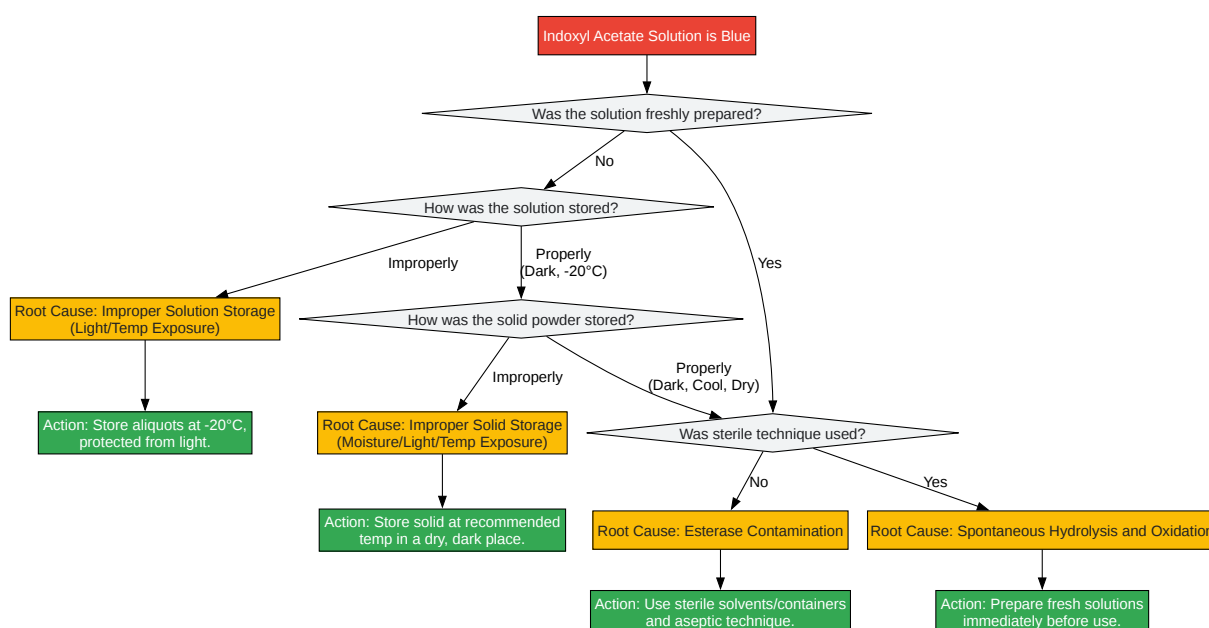 Indoxyl Acetate Solution is Blue
Was the solution freshly prepared?
No
How was the solution stored?
Yes
Improperly
Properly
(Dark, -20°C)
Root Cause: Improper Solution Storage
(Light/Temp Exposure)
How was the solid powder stored?
Improperly
Properly
(Dark, Cool, Dry)
Action: Store aliquots at -20°C,
protected from light.
Root Cause: Improper Solid Storage
(Moisture/Light/Temp Exposure)
Was sterile technique used?
No
Yes
Action: Store solid at recommended
temp in a dry, dark place.
Root Cause: Esterase Contamination
Root Cause: Spontaneous Hydrolysis and Oxidation
Action: Use sterile solvents/containers
and aseptic technique.
Action: Prepare fresh solutions
immediately before use.